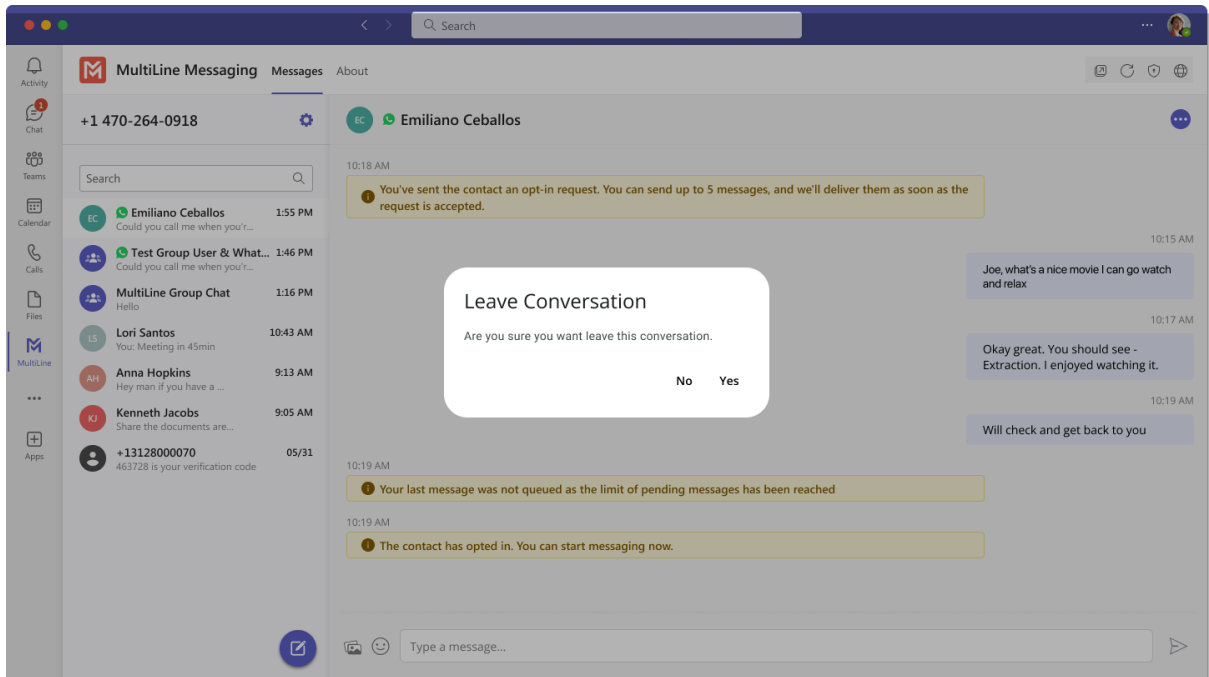 Search
Activity
MultiLine Messaging
Messages
About
1
Chat
Teams
Calendar
Calls
Files
MultiLine
Apps
+1 470-264-0918
Search
EC
Emiliano Ceballos
1:55 PM
Could you call me when you'r...
Test Group User & What...
1:46 PM
Could you call me when you'r...
MultiLine Group Chat
1:16 PM
Hello
LS
Lori Santos
10:43 AM
You: Meeting in 45min
AH
Anna Hopkins
9:13 AM
Hey man if you have a ...
KJ
Kenneth Jacobs
9:05 AM
Share the documents are...
+13128000070
05/31
463728 is your verification code
EC
Emiliano Ceballos
10:18 AM
You've sent the contact an opt-in request. You can send up to 5 messages, and we'll deliver them as soon as the
request is accepted.
10:15 AM
Joe, what's a nice movie I can go watch
and relax
10:17 AM
Okay great. You should see -
Extraction. I enjoyed watching it.
10:19 AM
Will check and get back to you
10:19 AM
Your last message was not queued as the limit of pending messages has been reached
10:19 AM
The contact has opted in. You can start messaging now.
Type a message...
Leave Conversation
Are you sure you want leave this conversation.
No
Yes